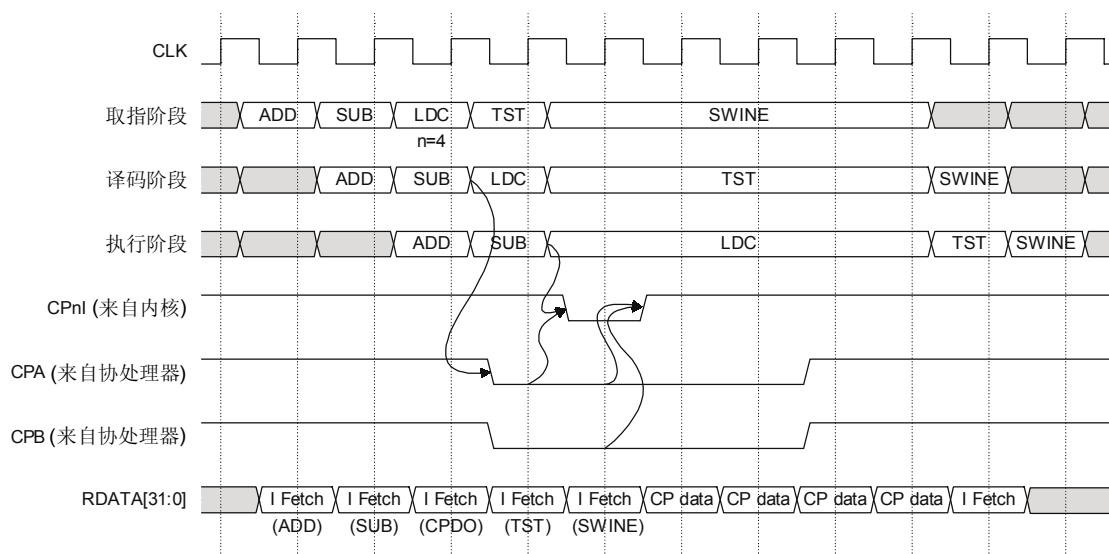 CLK
取指阶段 ADD SUB LDC TST SWINE
n=4
译码阶段 ADD SUB LDC TST SWINE
执行阶段 ADD SUB LDC TST SWINE
CPnI (来自内核)
CPA (来自协处理器)
CPB (来自协处理器)
RDATA[31:0] I Fetch I Fetch I Fetch I Fetch I Fetch CP data CP data CP data CP data I Fetch
(ADD) (SUB) (CPDO) (TST) (SWINE)